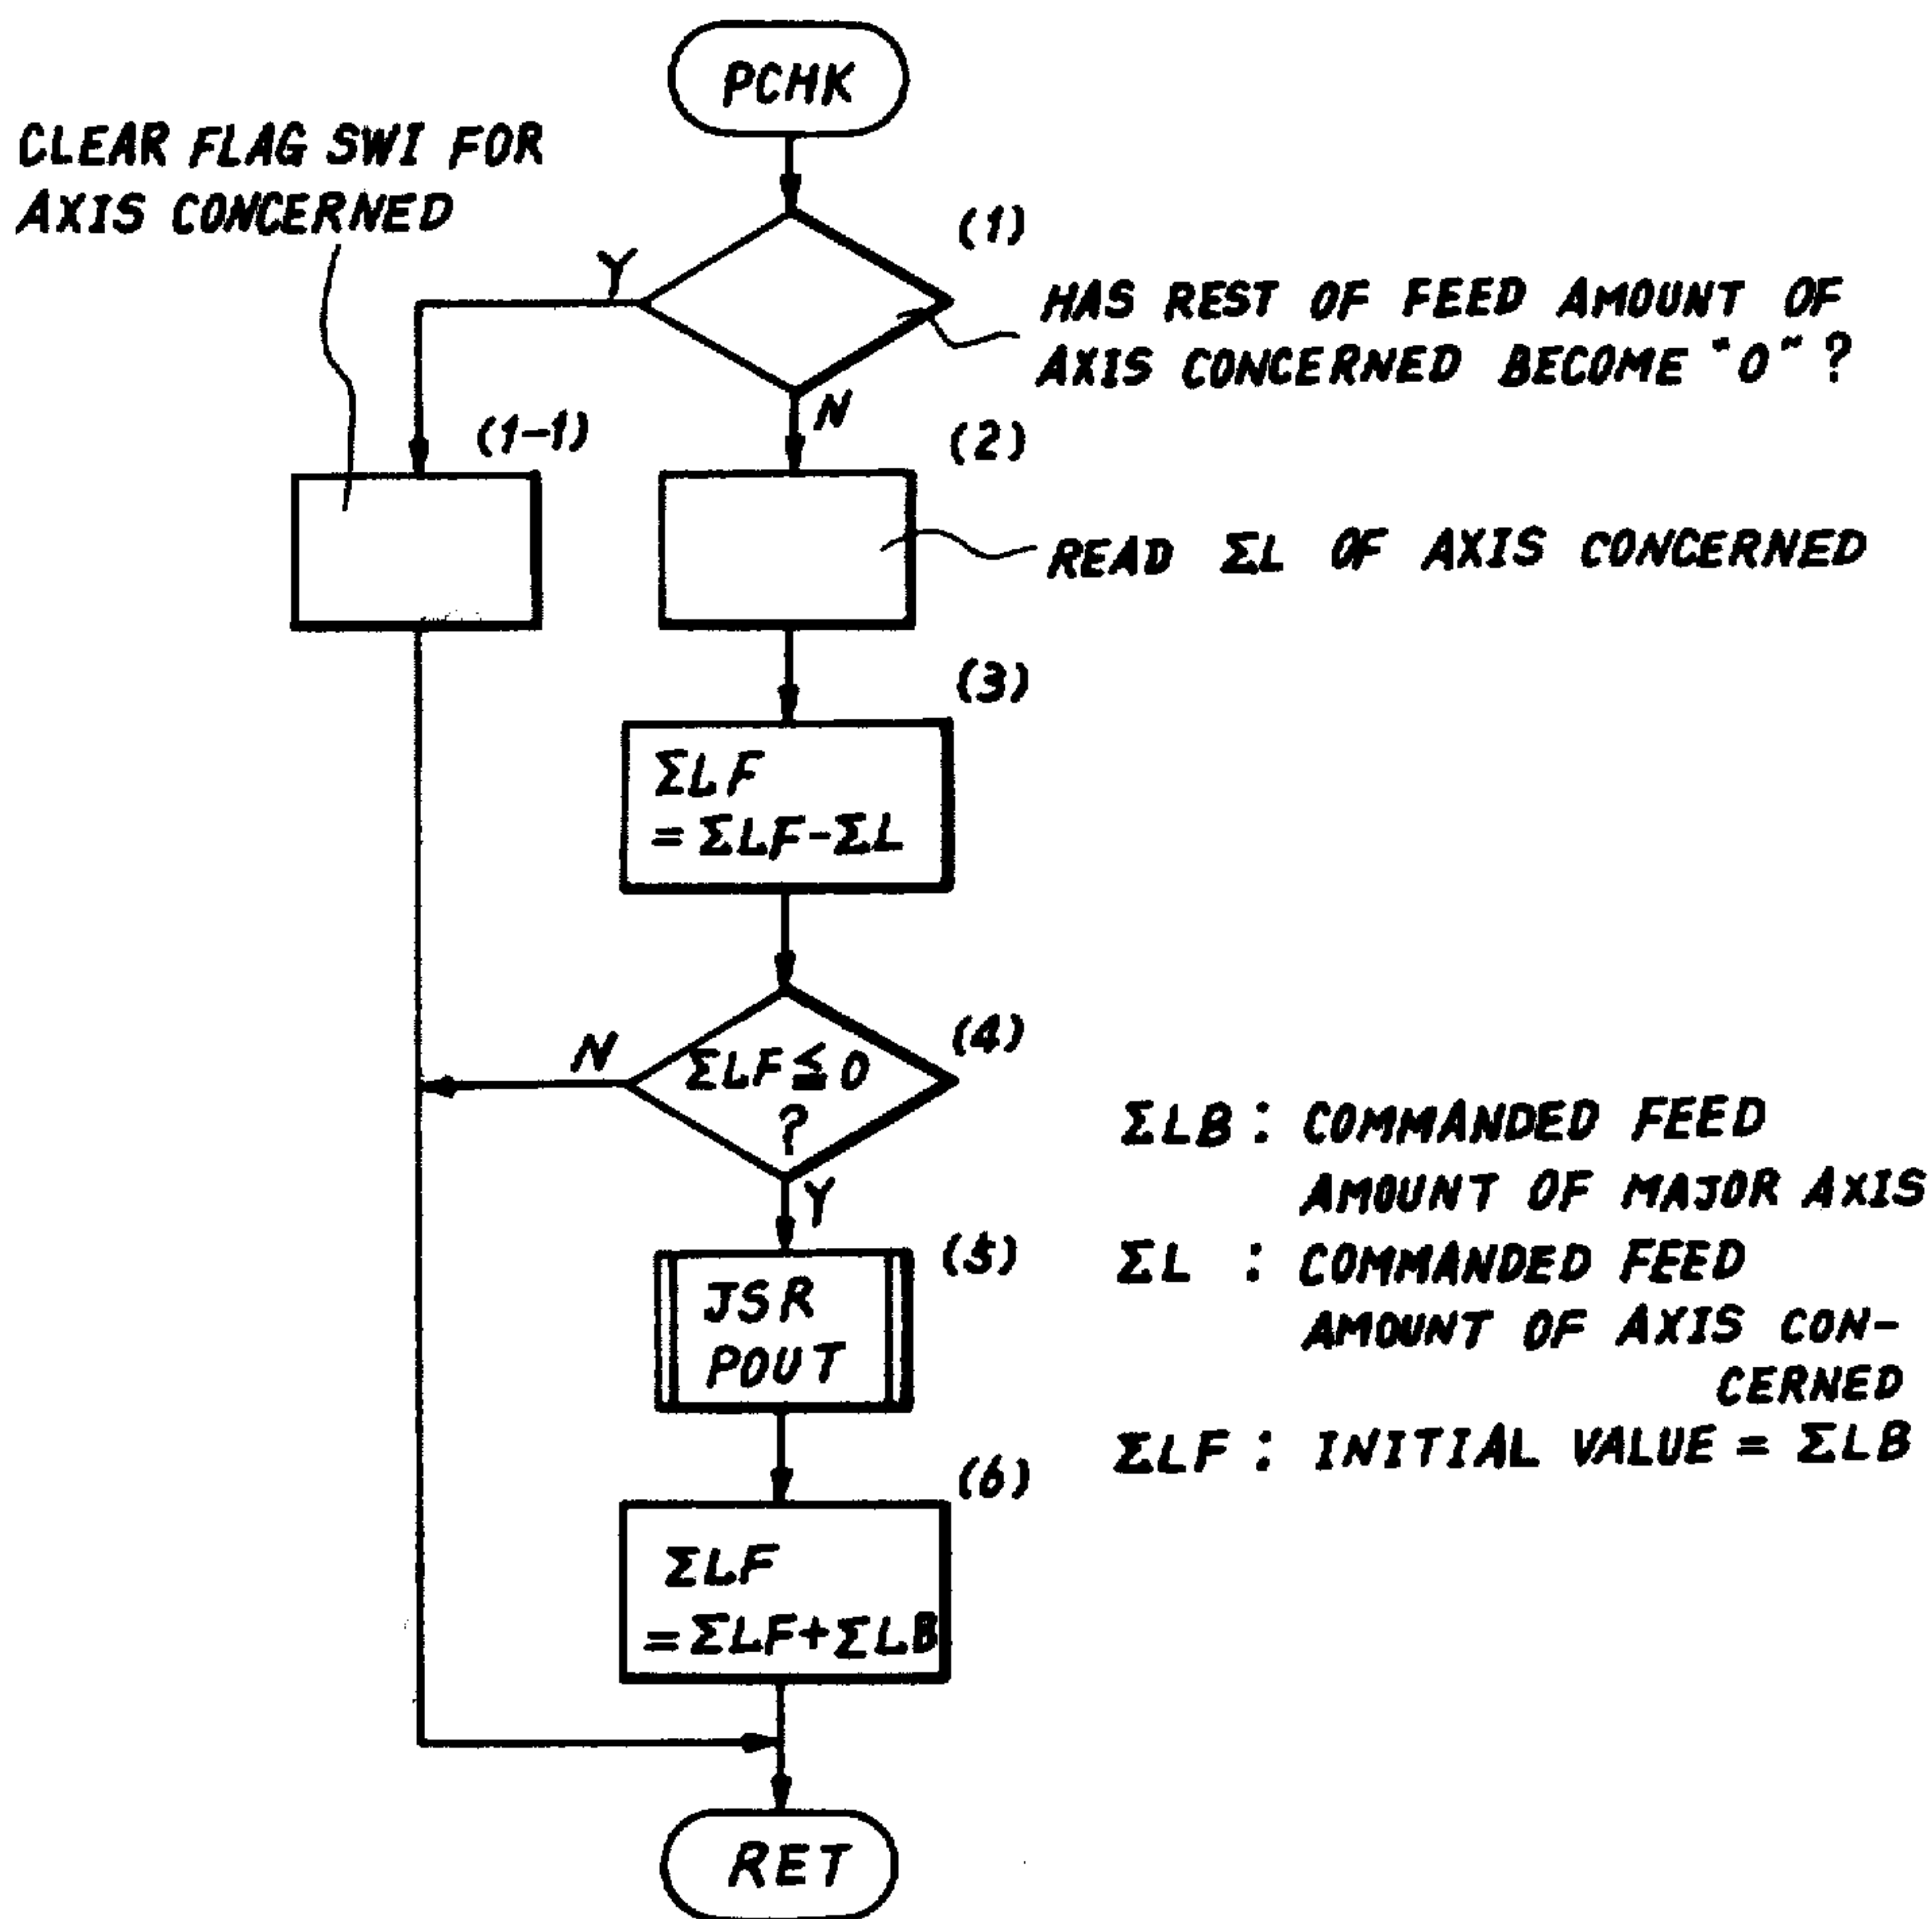 PCHK
CLEAR FLAG SWI FOR
AXIS CONCERNED
(1)
Y
HAS REST OF FEED AMOUNT OF
AXIS CONCERNED BECOME "0" ?
N
(1-1)
(2)
READ ΣL OF AXIS CONCERNED
(3)
ΣLF
=ΣLF-ΣL
(4)
N
ΣLF≦0
?
Y
ΣLB : COMMANDED FEED
AMOUNT OF MAJOR AXIS
(5)
JSR
POUT
ΣL : COMMANDED FEED
AMOUNT OF AXIS CON-
CERNED
ΣLF : INITIAL VALUE = ΣLB
(6)
ΣLF
=ΣLF+ΣLB
RET